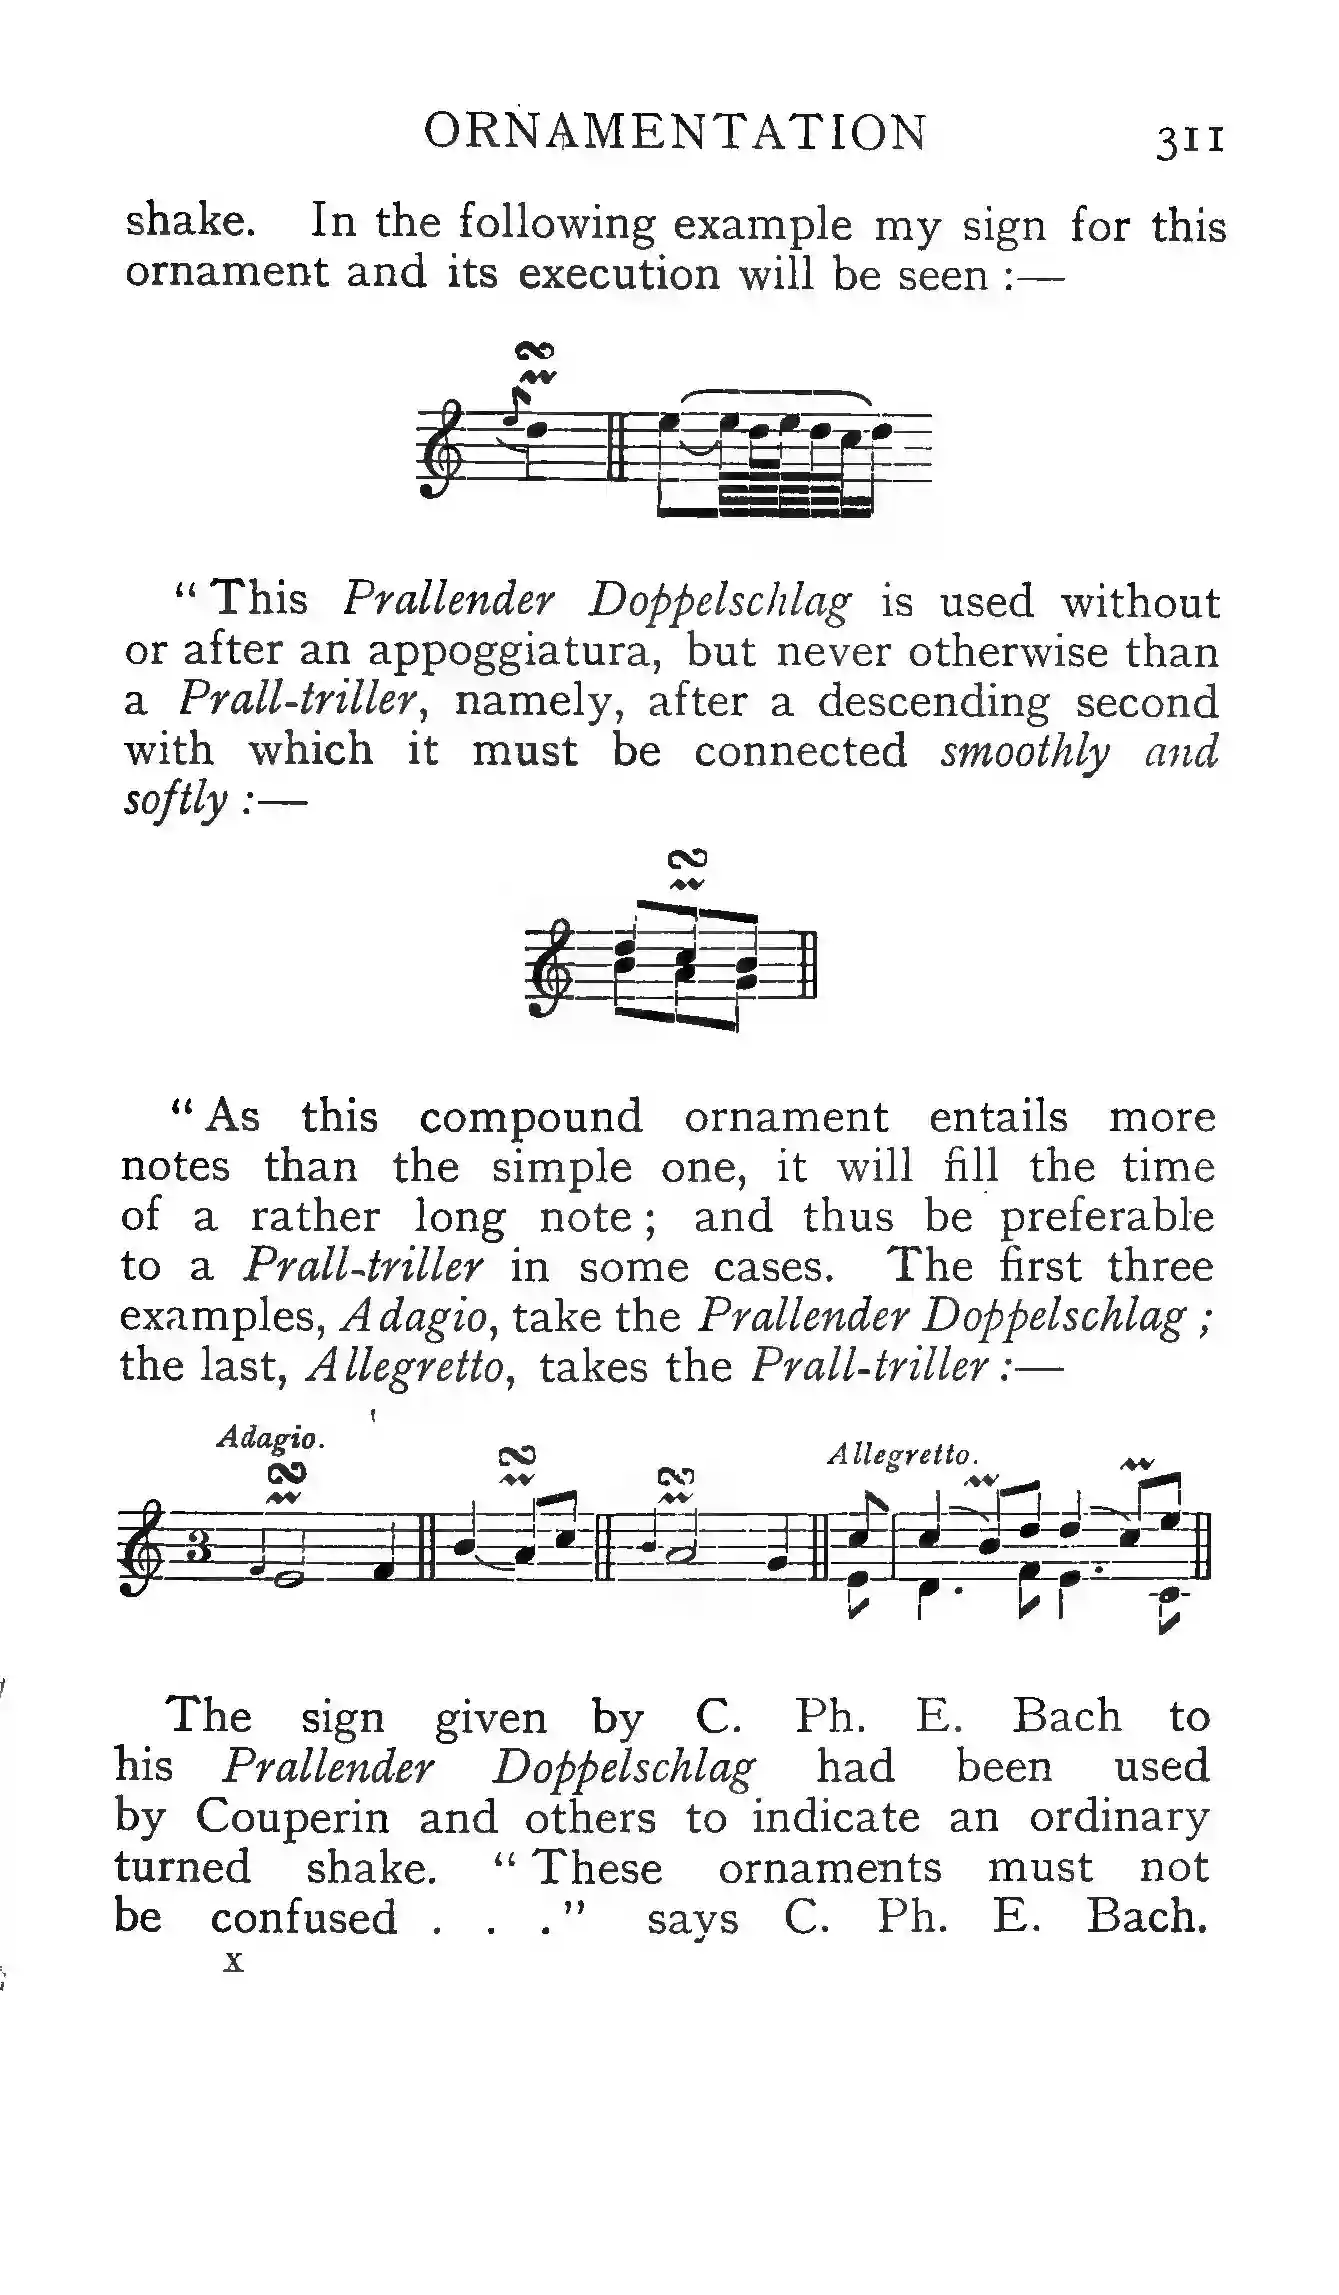 ORNAMENTATION 311
shake. In the following example my sign for this
ornament and its execution will be seen :—
“ This Prallender Doppelschlag is used without
or after an appoggiatura, but never otherwise than
a Prall-triller, namely, after a descending second
with which it must be connected smoothly and
softly :—
“ As this compound ornament entails more
notes than the simple one, it will fill the time
of a rather long note ; and thus be preferable
to a Prall-triller in some cases. The first three
examples, Adagio, take the Prallender Doppelschlag ;
the last, Allegretto, takes the Prall-triller :—
Adagio. Allegretto.
3
The sign given by C. Ph. E. Bach to
his Prallender Doppelschlag had been used
by Couperin and others to indicate an ordinary
turned shake. “ These ornaments must not
be confused . . .” says C. Ph. E. Bach.
X